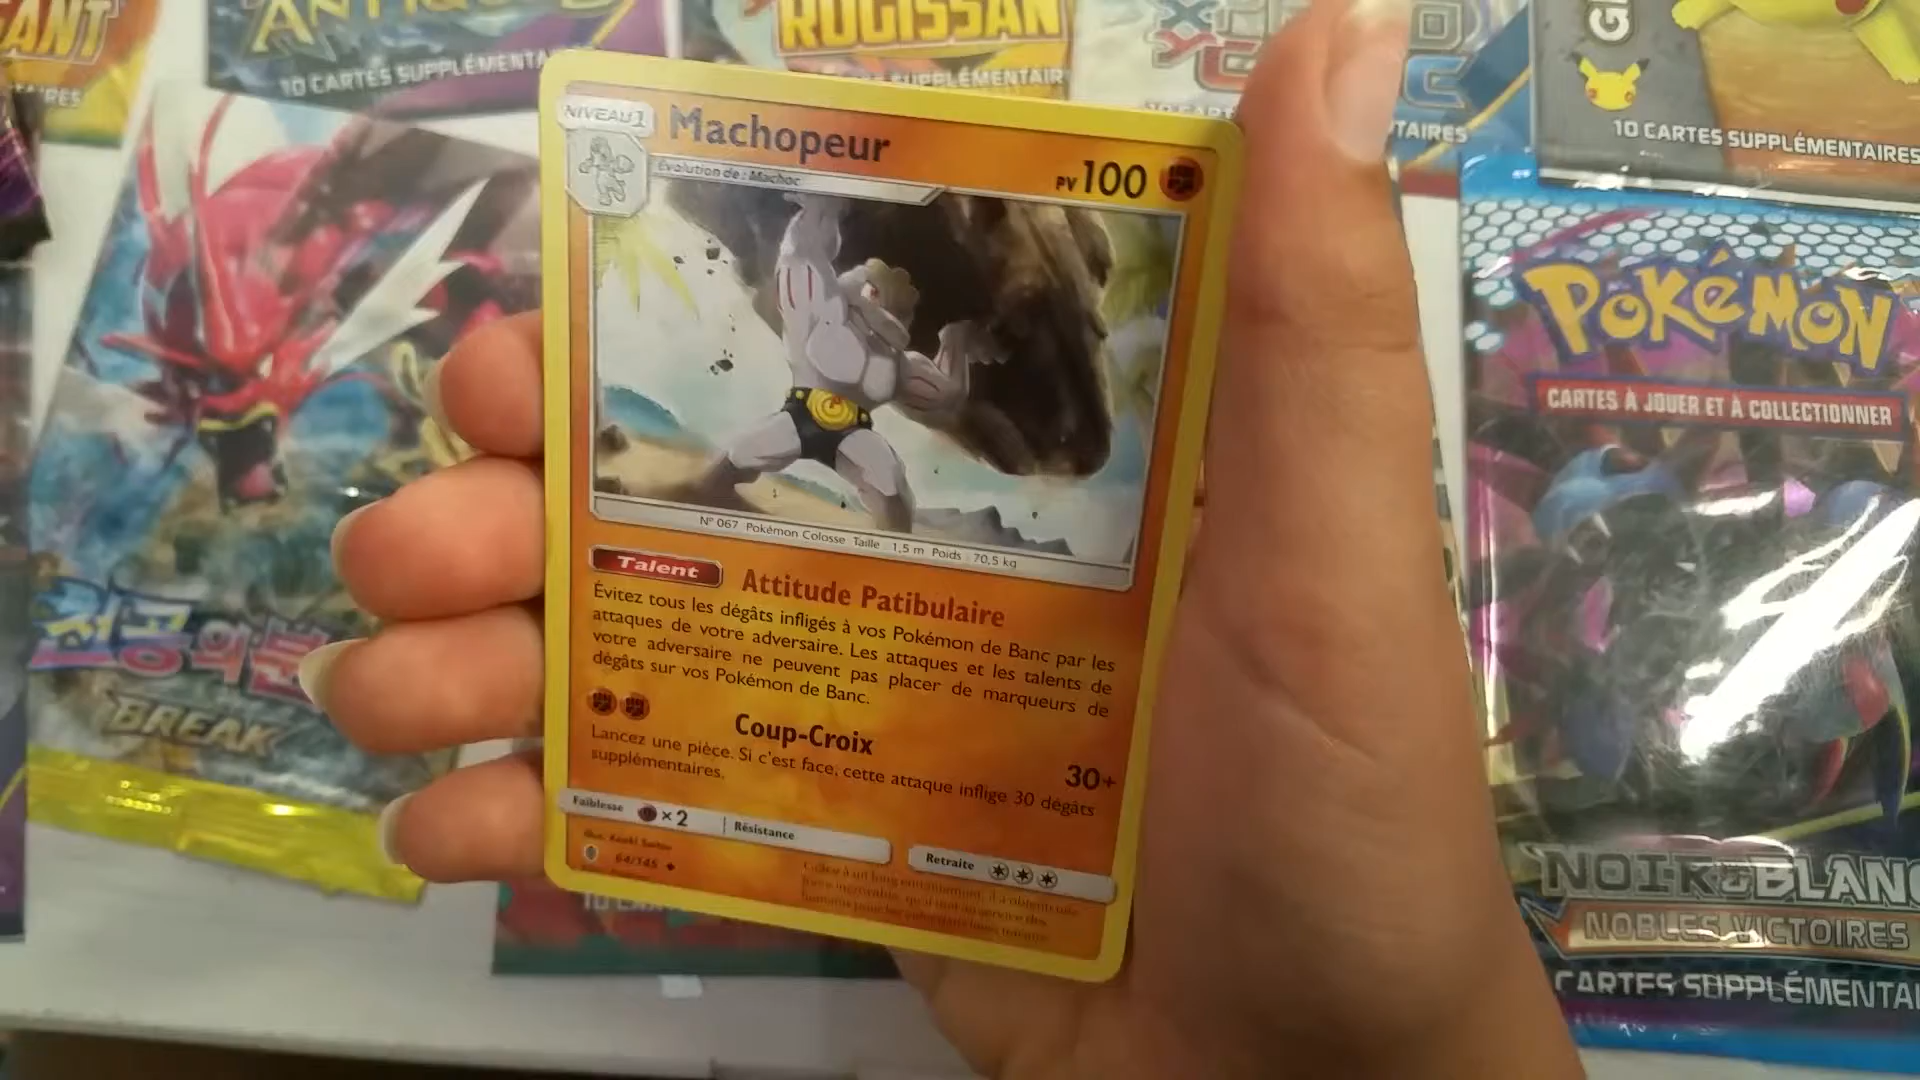 ANT
10 CARTES SUPPLÉMENTA
RUGISSAN
SUPPLÉMENTAIR
TAIRES
10 CARTES SUPPLÉMENTAIRES
NIVEAU 1
Machopeur
Évolution de : Machoc
PV 100
N° 067 Pokémon Colosse Taille : 1,5 m Poids : 70,5 kg
Talent
Attitude Patibulaire
Évitez tous les dégâts infligés à vos Pokémon de Banc par les
attaques de votre adversaire. Les attaques et les talents de
votre adversaire ne peuvent pas placer de marqueurs de
dégâts sur vos Pokémon de Banc.
Coup-Croix
30+
Lancez une pièce. Si c'est face, cette attaque inflige 30 dégâts
supplémentaires.
Faiblesse
×2
Résistance
Retraite
64/145
BREAK
POKéMON
CARTES À JOUER ET À COLLECTIONNER
NOIR & BLANC
NOBLES VICTOIRES
CARTES SUPPLÉMENTAI